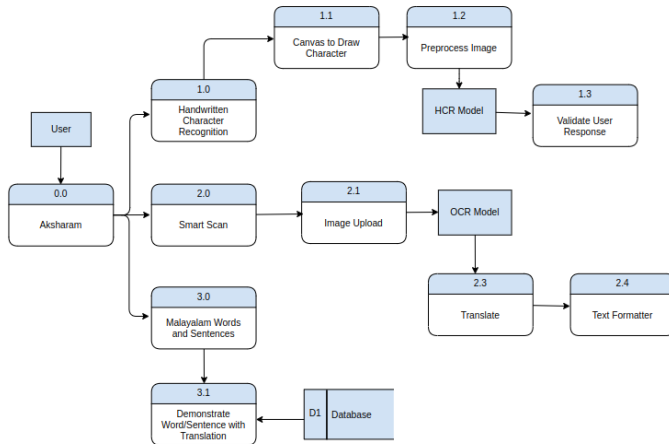 1.1
Canvas to Draw
Character
1.2
Preprocess Image
1.0
Handwritten
Character
Recognition
HCR Model
1.3
Validate User
Response
User
0.0
Aksharam
2.0
Smart Scan
2.1
Image Upload
OCR Model
2.3
Translate
2.4
Text Formatter
3.0
Malayalam Words
and Sentences
3.1
Demonstrate
Word/Sentence with
Translation
D1
Database